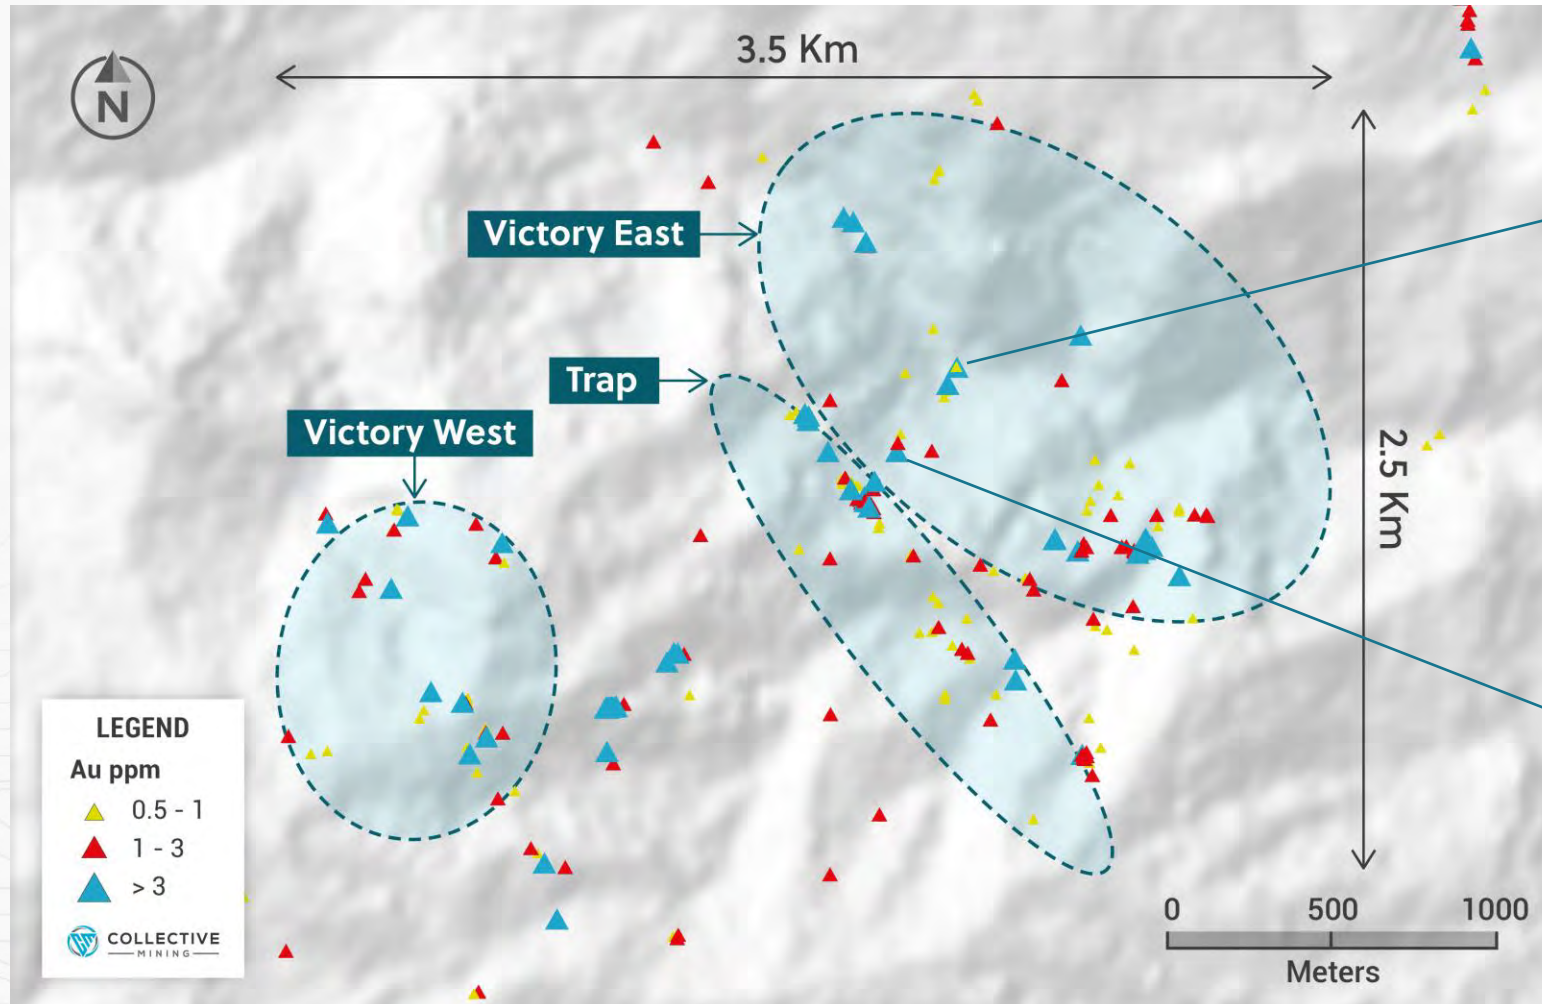 3.5 Km
N
Victory East
Trap
Victory West
2.5 Km
LEGEND
Au ppm
0.5 - 1
1 - 3
> 3
COLLECTIVE
MINING
0 500 1000
Meters